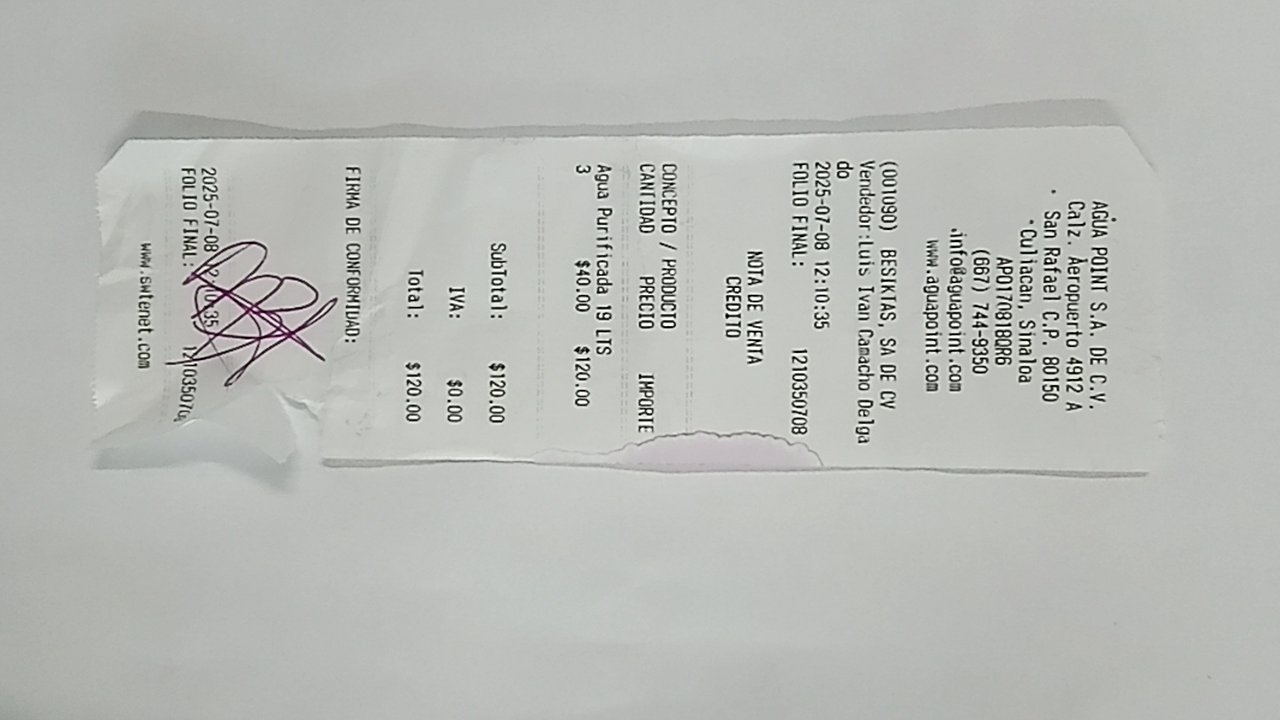 AGUA POINT S.A. DE C.V.
Calz. Aeropuerto 4912 A
San Rafael C.P. 80150
Culiacan, Sinaloa
APO170818QR6
(667) 744-9350
info@aguapoint.com
www.aguapoint.com
(001090) BESIKTAS, SA DE CV
Vendedor:Luis Ivan Camacho Delga
do
2025-07-08 12:10:35
FOLIO FINAL: 1210350708
NOTA DE VENTA
CREDITO
CONCEPTO / PRODUCTO
CANTIDAD PRECIO IMPORTE
Agua Purificada 19 LTS
3 $40.00 $120.00
SubTotal: $120.00
IVA: $0.00
Total: $120.00
FIRMA DE CONFORMIDAD:
2025-07-08
FOLIO FINAL: 1210350708
www.swtenet.com